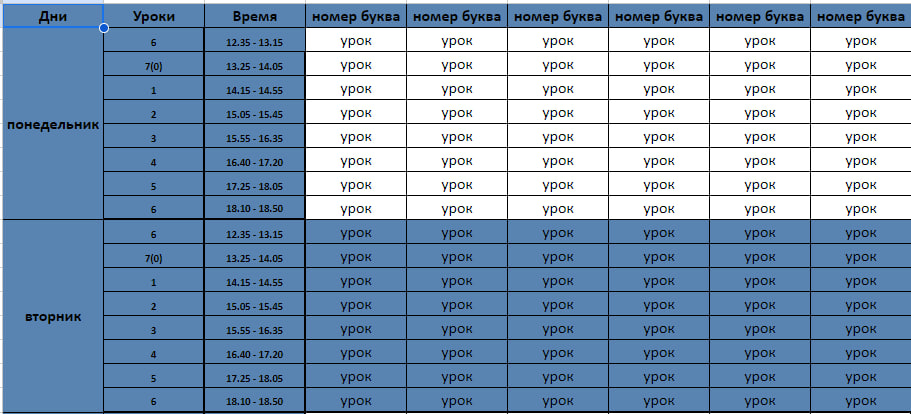 Дни Уроки Время номер буква номер буква номер буква номер буква номер буква номер буква
6 12.35 - 13.15 урок урок урок урок урок урок
7(0) 13.25 - 14.05 урок урок урок урок урок урок
1 14.15 - 14.55 урок урок урок урок урок урок
2 15.05 - 15.45 урок урок урок урок урок урок
понедельник
3 15.55 - 16.35 урок урок урок урок урок урок
4 16.40 - 17.20 урок урок урок урок урок урок
5 17.25 - 18.05 урок урок урок урок урок урок
6 18.10 - 18.50 урок урок урок урок урок урок
6 12.35 - 13.15 урок урок урок урок урок урок
7(0) 13.25 - 14.05 урок урок урок урок урок урок
1 14.15 - 14.55 урок урок урок урок урок урок
2 15.05 - 15.45 урок урок урок урок урок урок
вторник
3 15.55 - 16.35 урок урок урок урок урок урок
4 16.40 - 17.20 урок урок урок урок урок урок
5 17.25 - 18.05 урок урок урок урок урок урок
6 18.10 - 18.50 урок урок урок урок урок урок